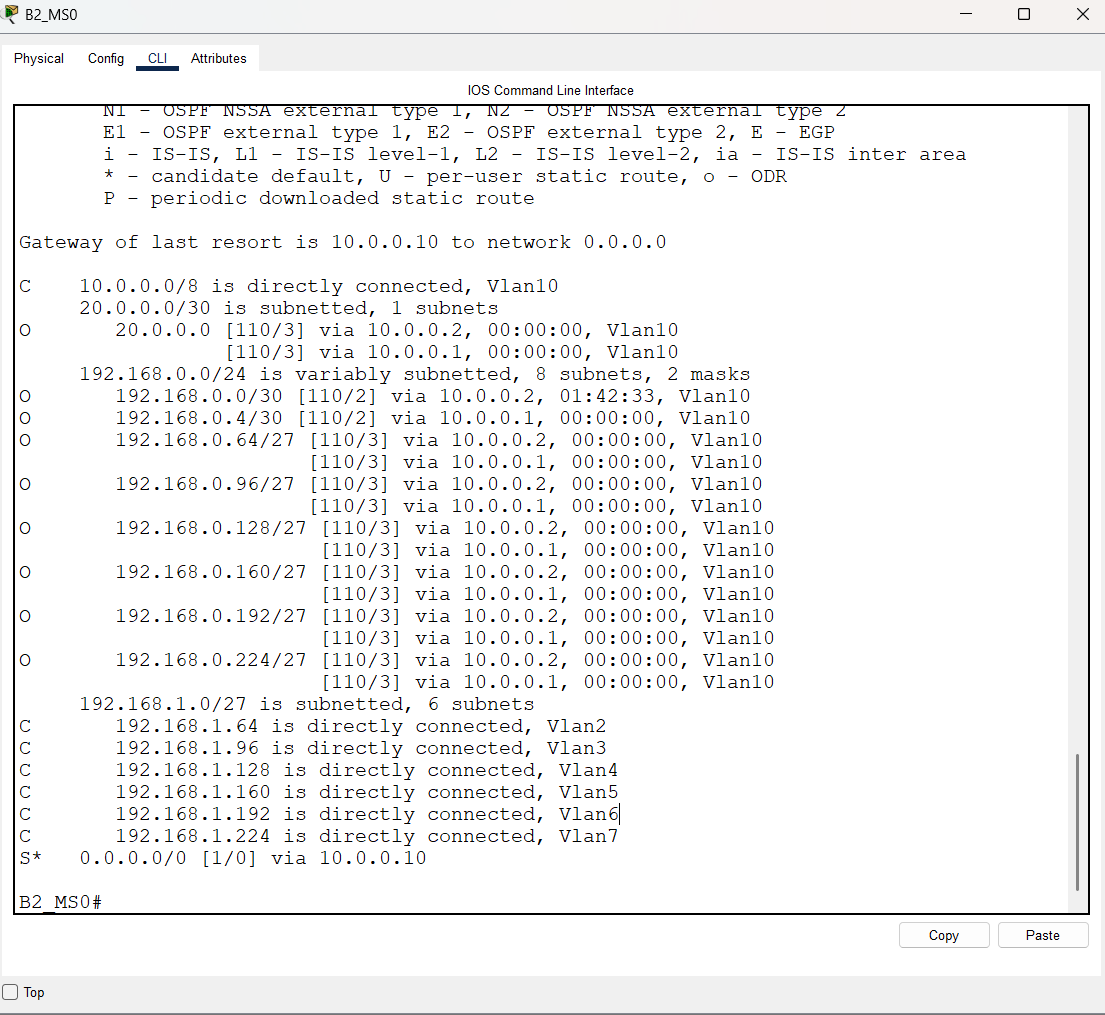 B2_MS0
Physical Config CLI Attributes
IOS Command Line Interface
N1 - OSPF NSSA external type 1, N2 - OSPF NSSA external type 2
E1 - OSPF external type 1, E2 - OSPF external type 2, E - EGP
i - IS-IS, L1 - IS-IS level-1, L2 - IS-IS level-2, ia - IS-IS inter area
* - candidate default, U - per-user static route, o - ODR
P - periodic downloaded static route
Gateway of last resort is 10.0.0.10 to network 0.0.0.0
C    10.0.0.0/8 is directly connected, Vlan10
20.0.0.0/30 is subnetted, 1 subnets
O       20.0.0.0 [110/3] via 10.0.0.2, 00:00:00, Vlan10
[110/3] via 10.0.0.1, 00:00:00, Vlan10
192.168.0.0/24 is variably subnetted, 8 subnets, 2 masks
O       192.168.0.0/30 [110/2] via 10.0.0.2, 01:42:33, Vlan10
O       192.168.0.4/30 [110/2] via 10.0.0.1, 00:00:00, Vlan10
O       192.168.0.64/27 [110/3] via 10.0.0.2, 00:00:00, Vlan10
[110/3] via 10.0.0.1, 00:00:00, Vlan10
O       192.168.0.96/27 [110/3] via 10.0.0.2, 00:00:00, Vlan10
[110/3] via 10.0.0.1, 00:00:00, Vlan10
O       192.168.0.128/27 [110/3] via 10.0.0.2, 00:00:00, Vlan10
[110/3] via 10.0.0.1, 00:00:00, Vlan10
O       192.168.0.160/27 [110/3] via 10.0.0.2, 00:00:00, Vlan10
[110/3] via 10.0.0.1, 00:00:00, Vlan10
O       192.168.0.192/27 [110/3] via 10.0.0.2, 00:00:00, Vlan10
[110/3] via 10.0.0.1, 00:00:00, Vlan10
O       192.168.0.224/27 [110/3] via 10.0.0.2, 00:00:00, Vlan10
[110/3] via 10.0.0.1, 00:00:00, Vlan10
192.168.1.0/27 is subnetted, 6 subnets
C       192.168.1.64 is directly connected, Vlan2
C       192.168.1.96 is directly connected, Vlan3
C       192.168.1.128 is directly connected, Vlan4
C       192.168.1.160 is directly connected, Vlan5
C       192.168.1.192 is directly connected, Vlan6
C       192.168.1.224 is directly connected, Vlan7
S*   0.0.0.0/0 [1/0] via 10.0.0.10
B2_MS0#
Copy Paste
Top